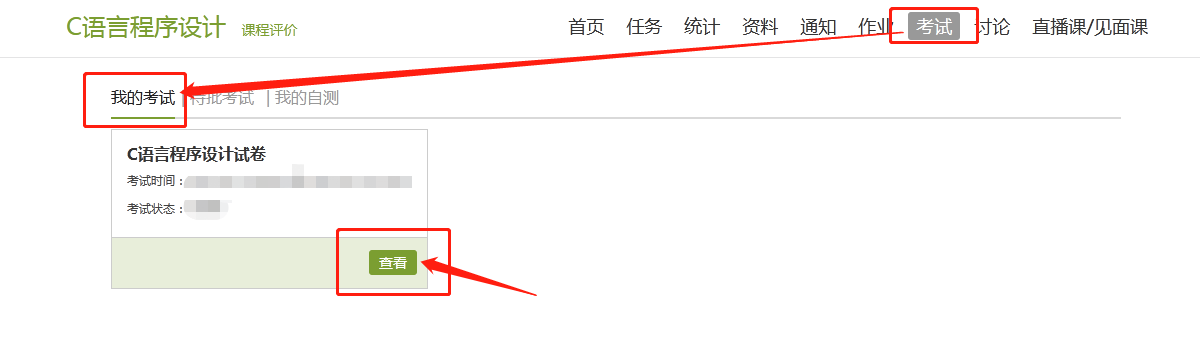 C语言程序设计 课程评价 首页 任务 统计 资料 通知 作业 考试 讨论 直播课/见面课
我的考试 | 待批考试 | 我的自测
C语言程序设计试卷
考试时间：
考试状态：
查看